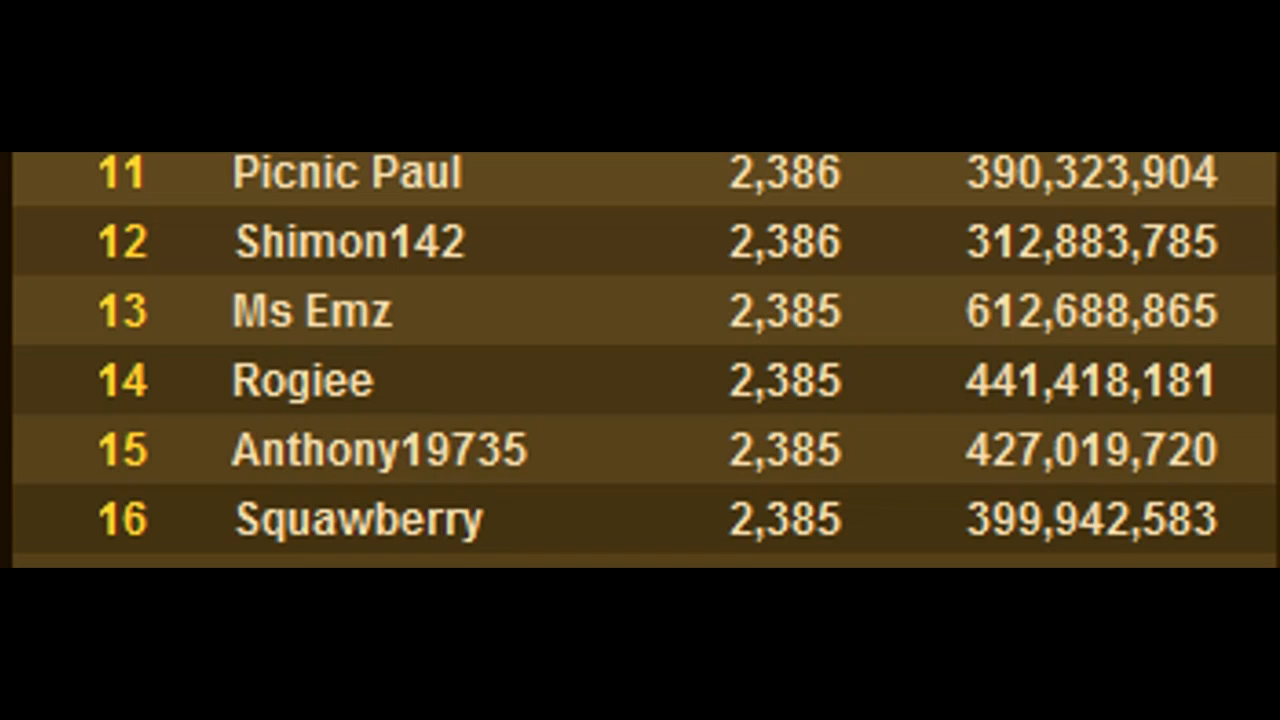 11 Picnic Paul 2,386 390,323,904
12 Shimon142 2,386 312,883,785
13 Ms Emz 2,385 612,688,865
14 Rogiee 2,385 441,418,181
15 Anthony19735 2,385 427,019,720
16 Squawberry 2,385 399,942,583